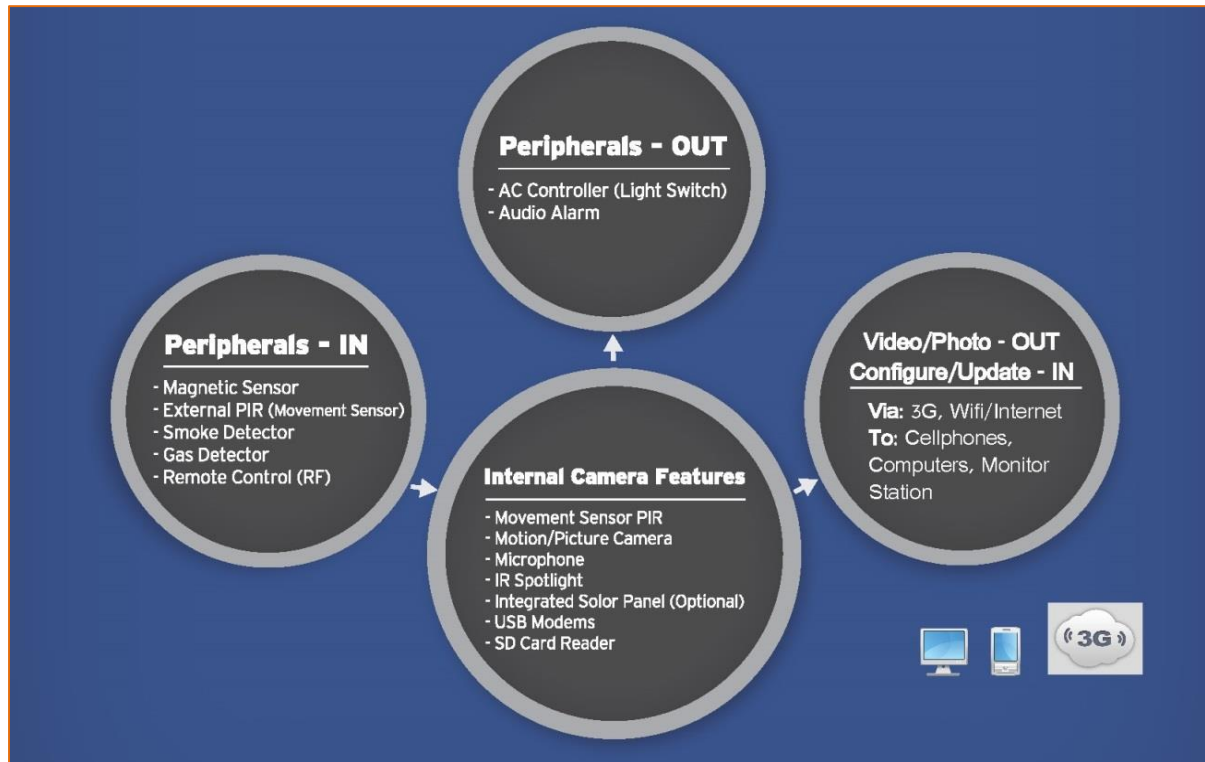 Peripherals - OUT
- AC Controller (Light Switch)
- Audio Alarm
Peripherals - IN
- Magnetic Sensor
- External PIR (Movement Sensor)
- Smoke Detector
- Gas Detector
- Remote Control (RF)
Internal Camera Features
- Movement Sensor PIR
- Motion/Picture Camera
- Microphone
- IR Spotlight
- Integrated Solor Panel (Optional)
- USB Modems
- SD Card Reader
Video/Photo - OUT
Configure/Update - IN
Via: 3G, Wifi/Internet
To: Cellphones,
Computers, Monitor
Station
3G